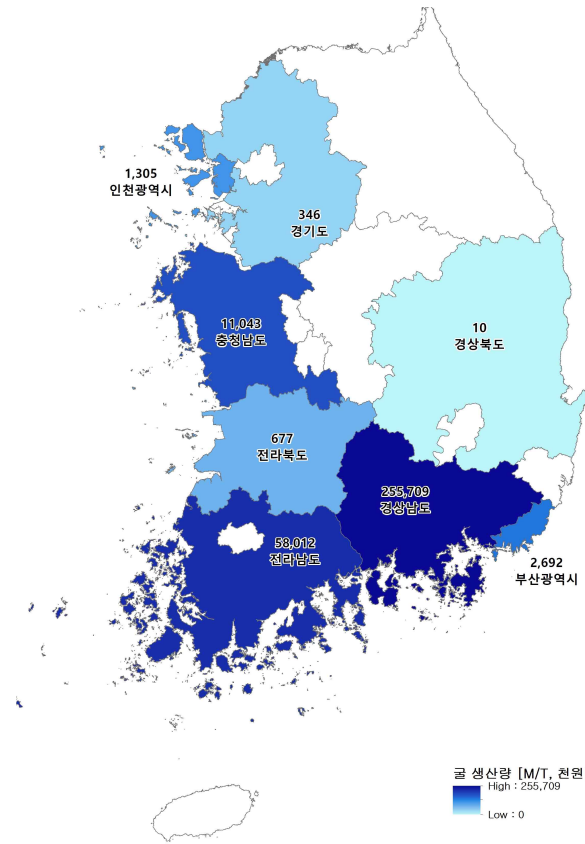 1,305
인천광역시
346
경기도
11,043
충청남도
10
경상북도
677
전라북도
255,709
경상남도
58,012
전라남도
2,692
부산광역시
굴 생산량 [M/T, 천원
High : 255,709
Low : 0